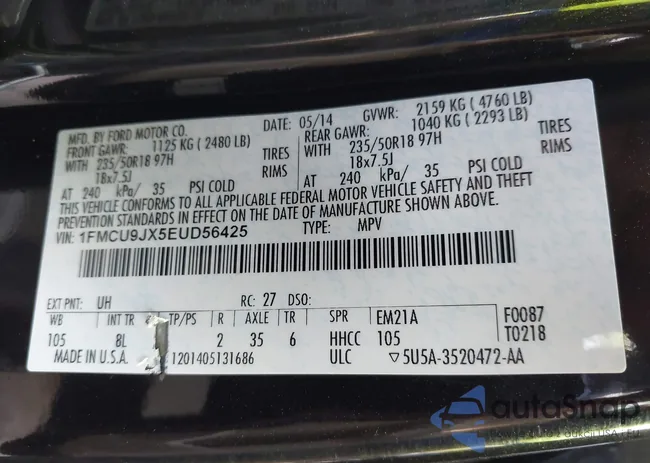 MFD. BY FORD MOTOR CO. DATE: 05/14 GVWR: 2159 KG ( 4760 LB)
FRONT GAWR: 1125 KG ( 2480 LB) REAR GAWR: 1040 KG ( 2293 LB)
WITH 235/50R18 97H TIRES WITH 235/50R18 97H TIRES
18x7.5J RIMS 18x7.5J RIMS
AT 240 kPa/ 35 PSI COLD AT 240 kPa/ 35 PSI COLD
THIS VEHICLE CONFORMS TO ALL APPLICABLE FEDERAL MOTOR VEHICLE SAFETY AND THEFT
PREVENTION STANDARDS IN EFFECT ON THE DATE OF MANUFACTURE SHOWN ABOVE.
VIN: 1FMCU9JX5EUD56425 TYPE: MPV
EXT PNT: UH RC: 27 DSO:
WB INT TR TP/PS R AXLE TR SPR EM21A F0087
105 8L 2 35 6 HHCC 105 T0218
MADE IN U.S.A. 1201405131686 ULC 5U5A-3520472-AA
autoSnap